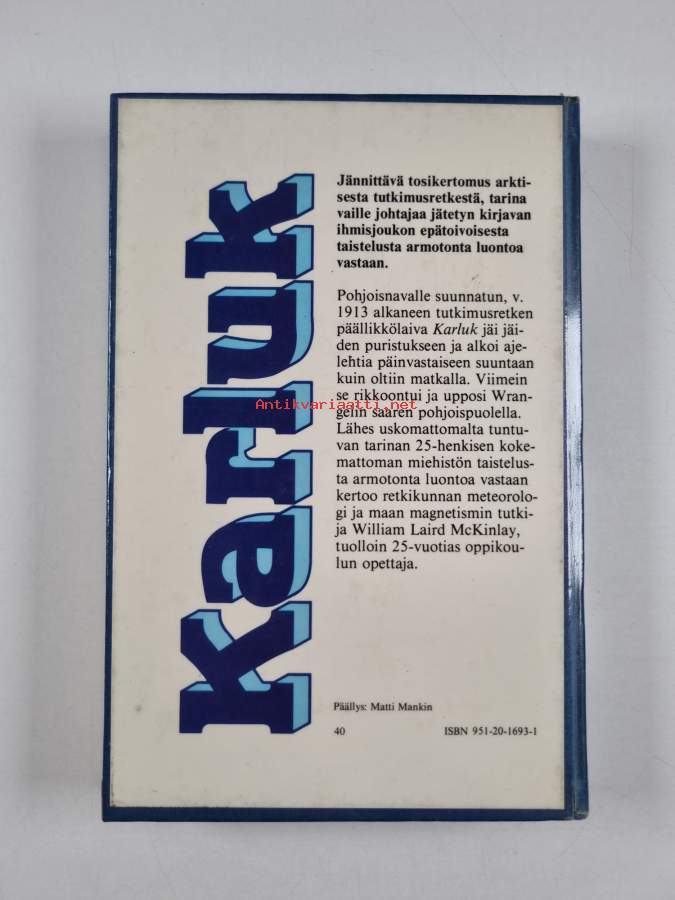 Karluk
Jännittävä tosikertomus arkti-
sesta tutkimusretkestä, tarina
vaille johtajaa jätetyn kirjavan
ihmisjoukon epätoivoisesta
taistelusta armotonta luontoa
vastaan.
Pohjoisnavalle suunnatun, v.
1913 alkaneen tutkimusretken
päällikkölaiva Karluk jäi jäi-
den puristukseen ja alkoi aje-
lehtia päinvastaiseen suuntaan
kuin oltiin matkalla. Viimein
se rikkoontui ja upposi Wran-
gelin saaren pohjoispuolella.
Lähes uskomattomalta tuntu-
van tarinan 25-henkisen koke-
mattoman miehistön taistelus-
ta armotonta luontoa vastaan
kertoo retkikunnan meteorolo-
gi ja maan magnetismin tutki-
ja William Laird McKinlay,
tuolloin 25-vuotias oppikou-
lun opettaja.
Päällys: Matti Mankin
40 ISBN 951-20-1693-1
Antikvariaatti.net